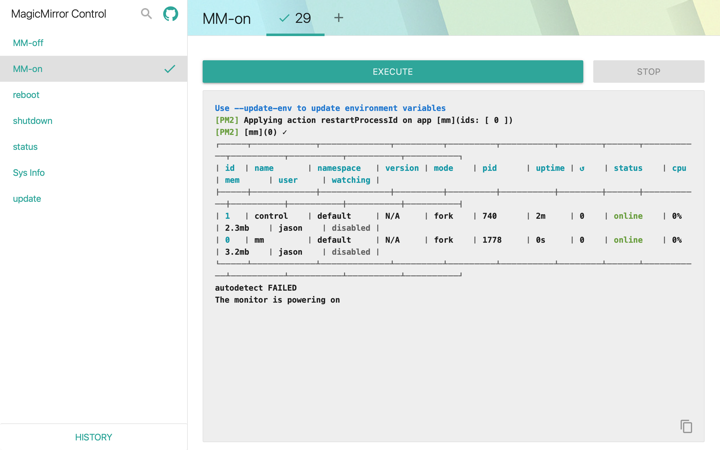 MagicMirror Control
MM-on
29
MM-off
MM-on
reboot
shutdown
status
Sys Info
update
HISTORY
EXECUTE
STOP
Use --update-env to update environment variables
[PM2] Applying action restartProcessId on app [mm](ids: [ 0 ])
[PM2] [mm](0) ✓
│ id │ name │ namespace │ version │ mode │ pid │ uptime │ ↺ │ status │ cpu
│ mem │ user │ watching │
│ 1 │ control │ default │ N/A │ fork │ 740 │ 2m │ 0 │ online │ 0%
│ 2.3mb │ jason │ disabled │
│ 0 │ mm │ default │ N/A │ fork │ 1778 │ 0s │ 0 │ online │ 0%
│ 3.2mb │ jason │ disabled │
autodetect FAILED
The monitor is powering on